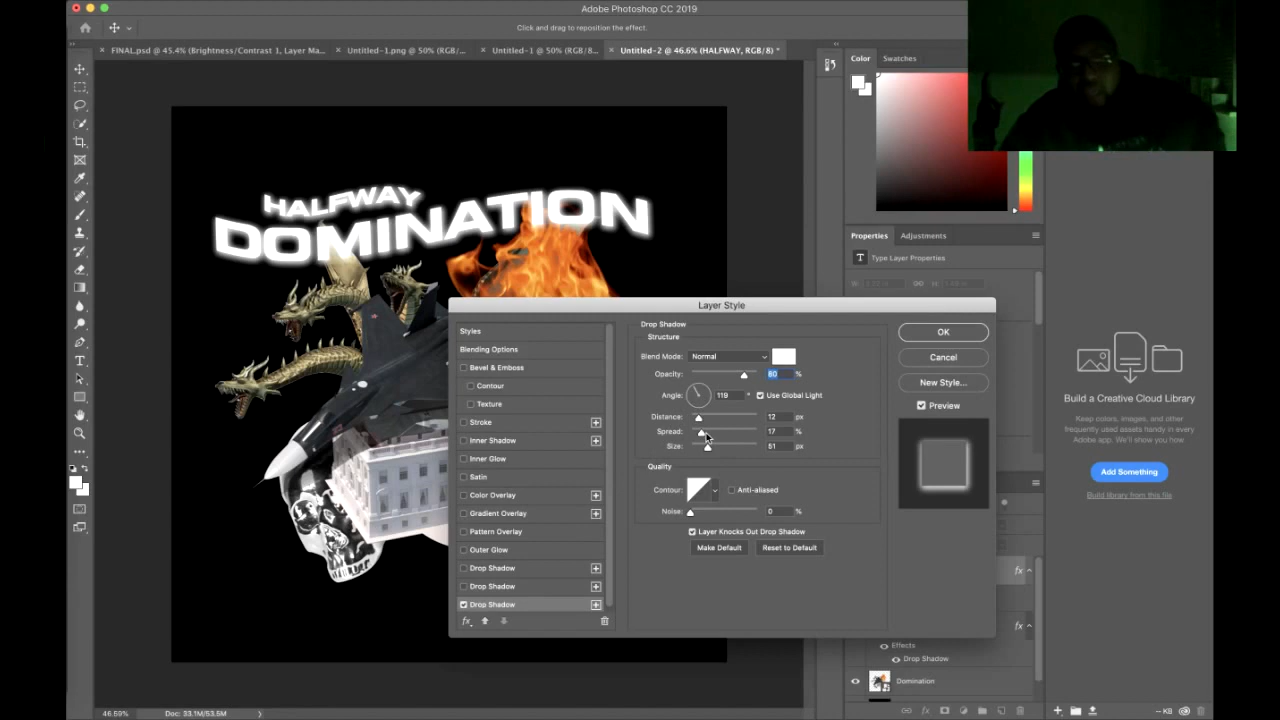 Adobe Photoshop CC 2019
Click and drag to reposition the effect.
FINAL.psd @ 45.4% (Brightness/Contrast 1, Layer Ma...
Untitled-1.png @ 50% (RGB/...
Untitled-1 @ 50% (RGB/8...
Untitled-2 @ 46.6% (HALFWAY, RGB/8) *
Color
Swatches
HALFWAY
DOMINATION
Properties
Adjustments
T
Type Layer Properties
Layer Style
Styles
Blending Options
Bevel & Emboss
Contour
Texture
Stroke
Inner Shadow
Inner Glow
Satin
Color Overlay
Gradient Overlay
Pattern Overlay
Outer Glow
Drop Shadow
Drop Shadow
Drop Shadow
fx
Drop Shadow
Structure
Blend Mode: Normal
Opacity: 80 %
Angle: 119 ° Use Global Light
Distance: 12 px
Spread: 17 %
Size: 51 px
Quality
Contour: Anti-aliased
Noise: 0 %
Layer Knocks Out Drop Shadow
Make Default
Reset to Default
OK
Cancel
New Style...
Preview
Build a Creative Cloud Library
Keep colors, images, and other
frequently used assets handy in every
Adobe app. We'll show you how.
Add Something
Build library from this file
fx
fx
Effects
Drop Shadow
Domination
fx
-- KB
46.59%
Doc: 33.1M/53.5M